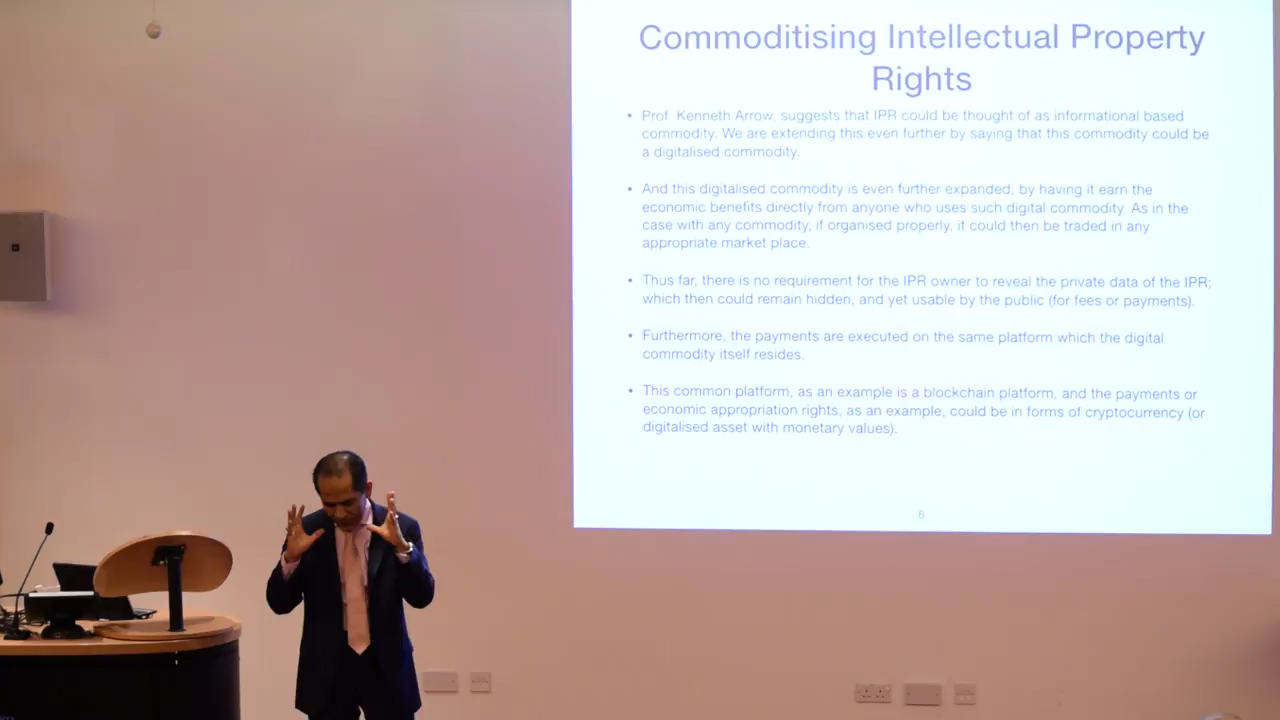 Commoditising Intellectual Property
Rights
• Prof. Kenneth Arrow, suggests that IPR could be thought of as informational based
commodity. We are extending this even further by saying that this commodity could be
a digitalised commodity.
• And this digitalised commodity is even further expanded, by having it earn the
economic benefits directly from anyone who uses such digital commodity. As in the
case with any commodity, if organised properly, it could then be traded in any
appropriate market place.
• Thus far, there is no requirement for the IPR owner to reveal the private data of the IPR;
which then could remain hidden, and yet usable by the public (for fees or payments).
• Furthermore, the payments are executed on the same platform which the digital
commodity itself resides.
• This common platform, as an example is a blockchain platform, and the payments or
economic appropriation rights, as an example, could be in forms of cryptocurrency (or
digitalised asset with monetary values).
6